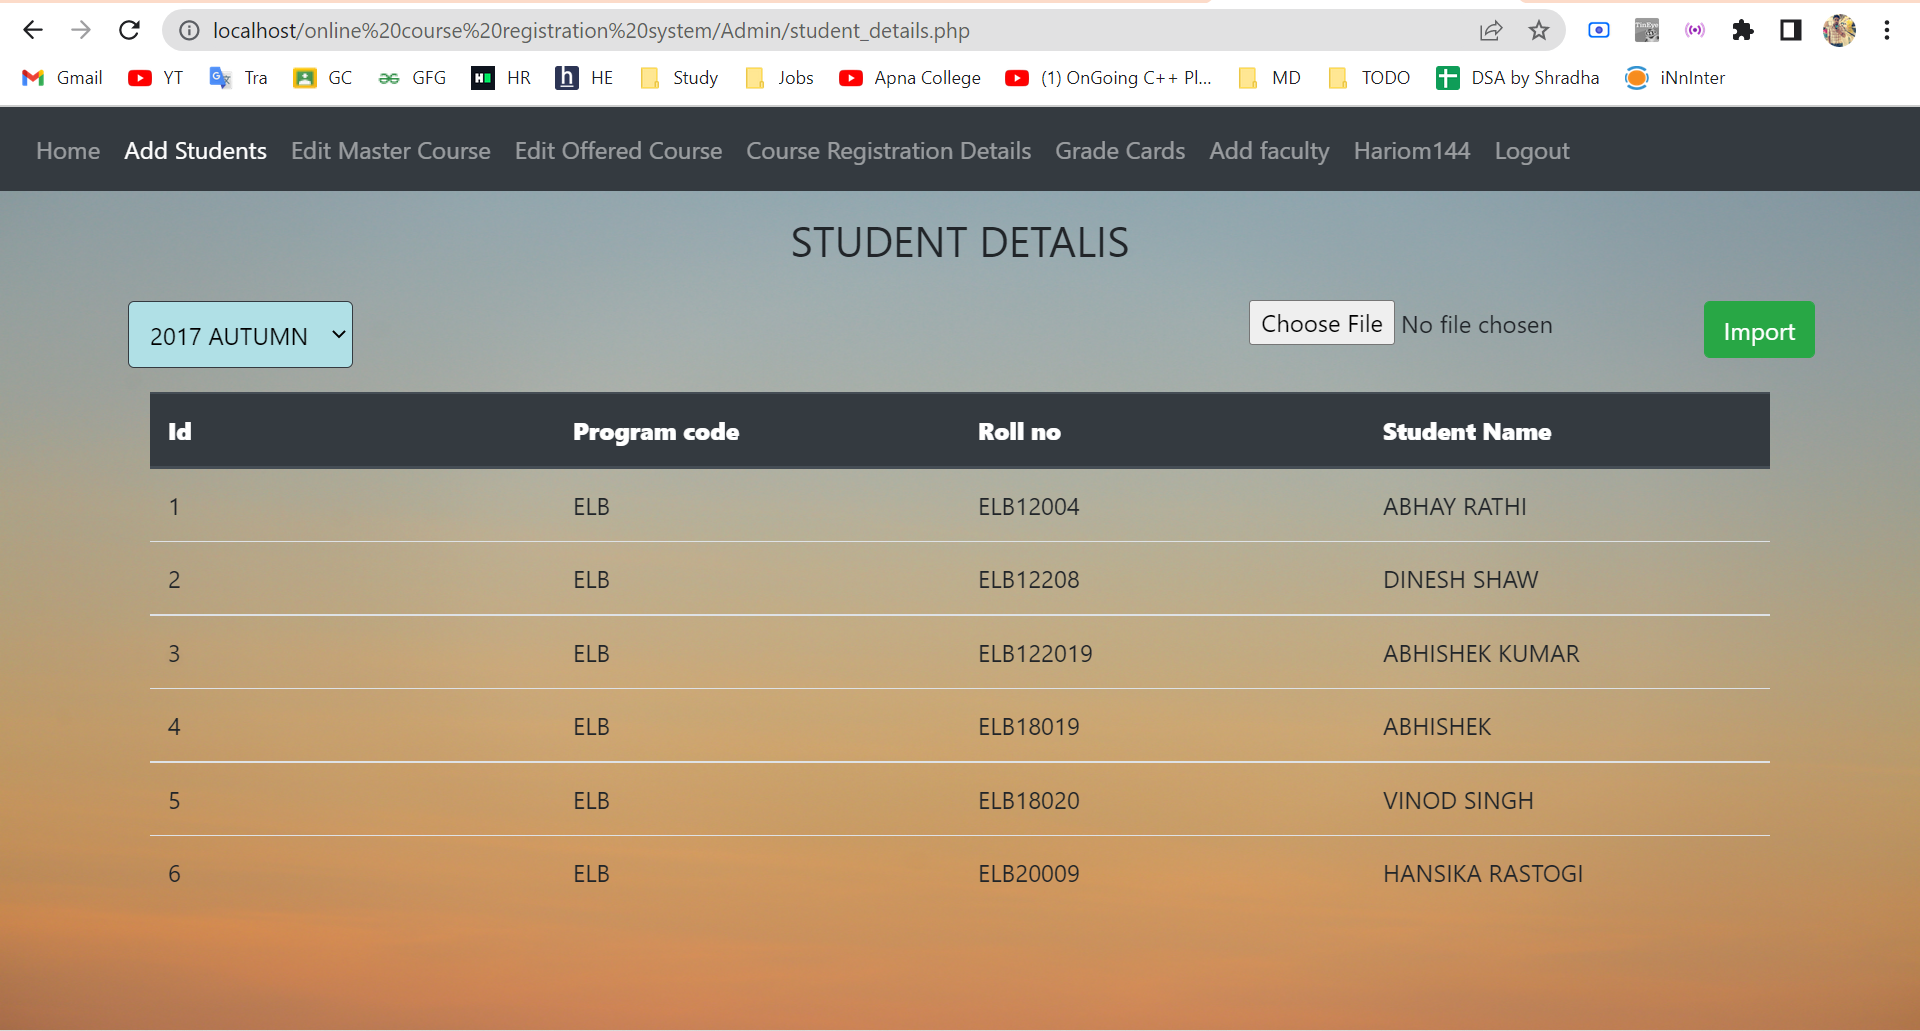 localhost/online%20course%20registration%20system/Admin/student_details.php
Gmail YT Tra GC GFG HR HE Study Jobs Apna College (1) OnGoing C++ Pl... MD TODO DSA by Shradha iNnInter
Home Add Students Edit Master Course Edit Offered Course Course Registration Details Grade Cards Add faculty Hariom144 Logout
STUDENT DETALIS
2017 AUTUMN Choose File No file chosen Import
Id Program code Roll no Student Name
1 ELB ELB12004 ABHAY RATHI
2 ELB ELB12208 DINESH SHAW
3 ELB ELB122019 ABHISHEK KUMAR
4 ELB ELB18019 ABHISHEK
5 ELB ELB18020 VINOD SINGH
6 ELB ELB20009 HANSIKA RASTOGI